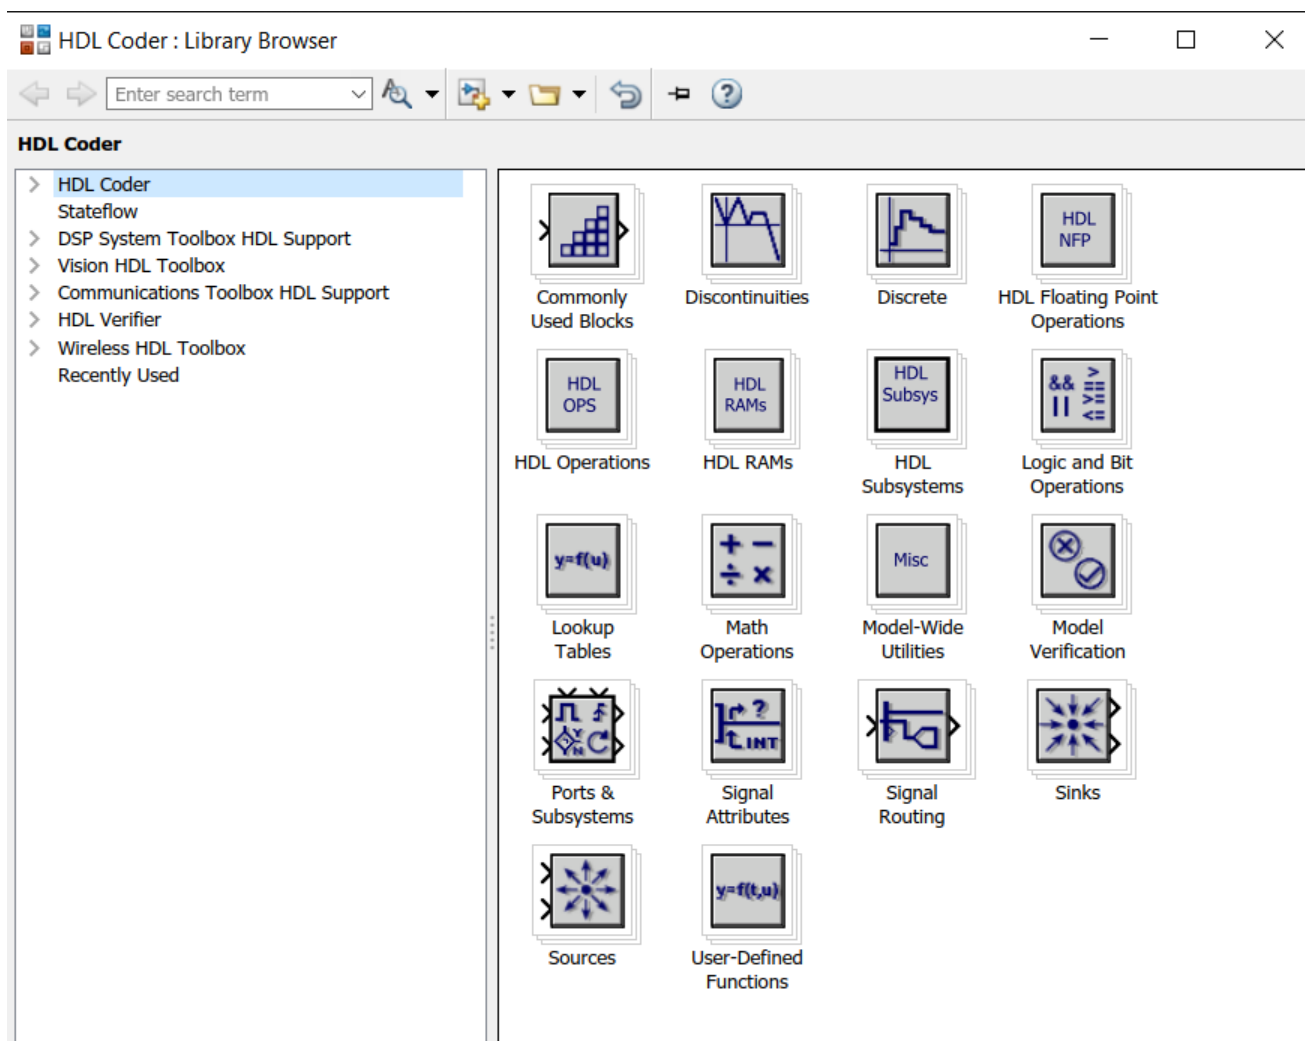 HDL Coder : Library Browser
Enter search term
HDL Coder
HDL Coder
Stateflow
DSP System Toolbox HDL Support
Vision HDL Toolbox
Communications Toolbox HDL Support
HDL Verifier
Wireless HDL Toolbox
Recently Used
HDL
NFP
Commonly
Used Blocks
Discontinuities
Discrete
HDL Floating Point
Operations
HDL
OPS
HDL
RAMs
HDL
Subsys
&& >
==
|| >=
<=
HDL Operations
HDL RAMs
HDL
Subsystems
Logic and Bit
Operations
y=f(u)
+ −
÷ ×
Misc
Lookup
Tables
Math
Operations
Model-Wide
Utilities
Model
Verification
Y
N
?
INT
Ports &
Subsystems
Signal
Attributes
Signal
Routing
Sinks
y=f(t,u)
Sources
User-Defined
Functions